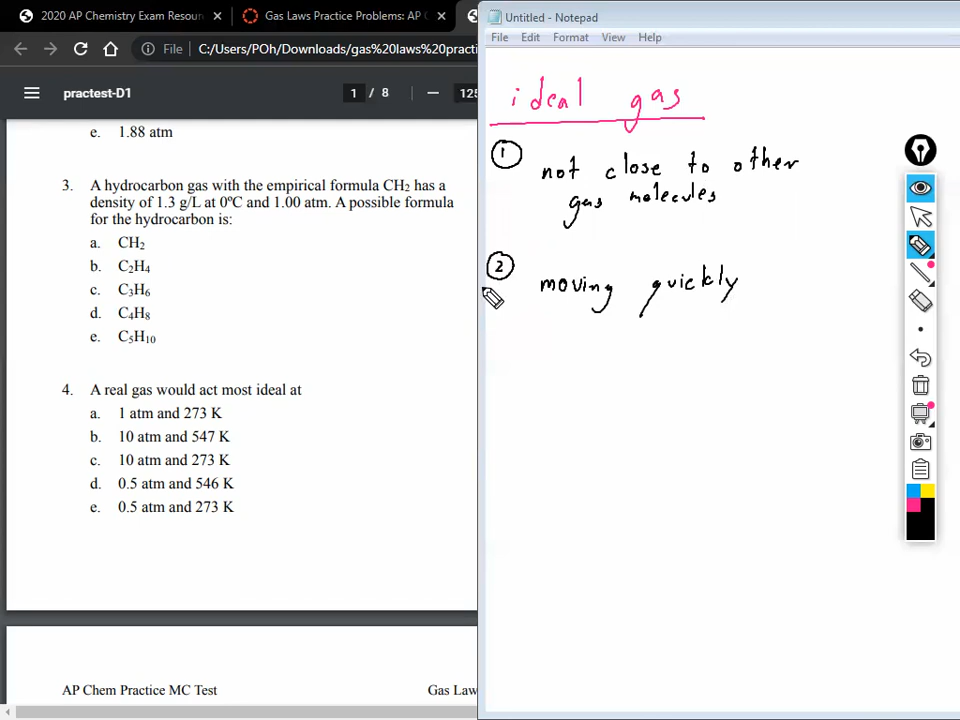 2020 AP Chemistry Exam Resour
Gas Laws Practice Problems: AP C
File
C:/Users/POh/Downloads/gas%20laws%20practi
practest-D1
1 / 8
125
e. 1.88 atm
3. A hydrocarbon gas with the empirical formula CH₂ has a
density of 1.3 g/L at 0ºC and 1.00 atm. A possible formula
for the hydrocarbon is:
a. CH₂
b. C₂H₄
c. C₃H₆
d. C₄H₈
e. C₅H₁₀
4. A real gas would act most ideal at
a. 1 atm and 273 K
b. 10 atm and 547 K
c. 10 atm and 273 K
d. 0.5 atm and 546 K
e. 0.5 atm and 273 K
AP Chem Practice MC Test
Gas Law
Untitled - Notepad
File Edit Format View Help
ideal gas
1 not close to other
gas molecules
2 moving quickly